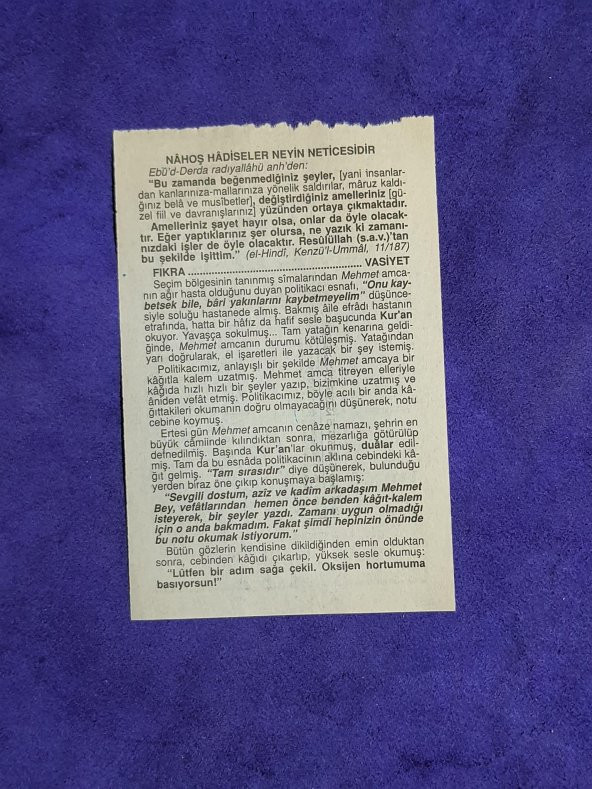 NÂHOŞ HÂDİSELER NEYİN NETİCESİDİR
Ebü'd-Derda radıyallâhü anh'den:
"Bu zamanda beğenmediğiniz şeyler, [yani insanlar-
dan kanlarınıza-mallarınıza yönelik saldırılar, mâruz kaldı-
ğınız belâ ve musibetler], değiştirdiğiniz amelleriniz [gü-
zel fiil ve davranışlarınız] yüzünden ortaya çıkmaktadır.
Amelleriniz şayet hayır olsa, onlar da öyle olacak-
tır. Eğer yaptıklarınız şer olursa, ne yazık ki zamanı-
nızdaki işler de öyle olacaktır. Resûlüllah (s.a.v.)'tan
bu şekilde işittim." (el-Hindî, Kenzü'l-Ummâl, 11/187)
FIKRA ........................................................ VASİYET
Seçim bölgesinin tanınmış sîmalarından Mehmet amca-
nın ağır hasta olduğunu duyan politikacı esnafı, "Onu kay-
betsek bile, bâri yakınlarını kaybetmeyelim" düşünce-
siyle soluğu hastanede almış. Bakmış âile efrâdı hastanın
etrafında, hatta bir hâfız da hafif sesle başucunda Kur'an
okuyor. Yavaşça sokulmuş... Tam yatağın kenarına geldi-
ğinde, Mehmet amcanın durumu kötüleşmiş. Yatağından
yarı doğrularak, el işaretleri ile yazacak bir şey istemiş.
Politikacımız, anlayışlı bir şekilde Mehmet amcaya bir
kâğıtla kalem uzatmış. Mehmet amca titreyen elleriyle
kâğıda hızlı hızlı bir şeyler yazıp, bizimkine uzatmış ve
âniden vefât etmiş. Politikacımız, böyle acılı bir anda kâ-
ğıttakileri okumanın doğru olmayacağını düşünerek, notu
cebine koymuş.
Ertesi gün Mehmet amcanın cenâze namazı, şehrin en
büyük câmiinde kılındıktan sonra, mezarlığa götürülüp
defnedilmiş. Başında Kur'an'lar okunmuş, duâlar edil-
miş. Tam da bu esnâda politikacinin aklına cebindeki kâ-
ğıt gelmiş. "Tam sırasıdır" diye düşünerek, bulunduğu
yerden biraz öne çıkıp konuşmaya başlamış:
"Sevgili dostum, azîz ve kadîm arkadaşım Mehmet
Bey, vefâtlarından hemen önce benden kâğıt-kalem
isteyerek, bir şeyler yazdı. Zamanı uygun olmadığı
için o anda bakmadım. Fakat şimdi hepinizin önünde
bu notu okumak istiyorum."
Bütün gözlerin kendisine dikildiğinden emin olduktan
sonra, cebinden kâğıdı çıkartıp, yüksek sesle okumuş:
"Lütfen bir adım sağa çekil. Oksijen hortumuma
basıyorsun!"